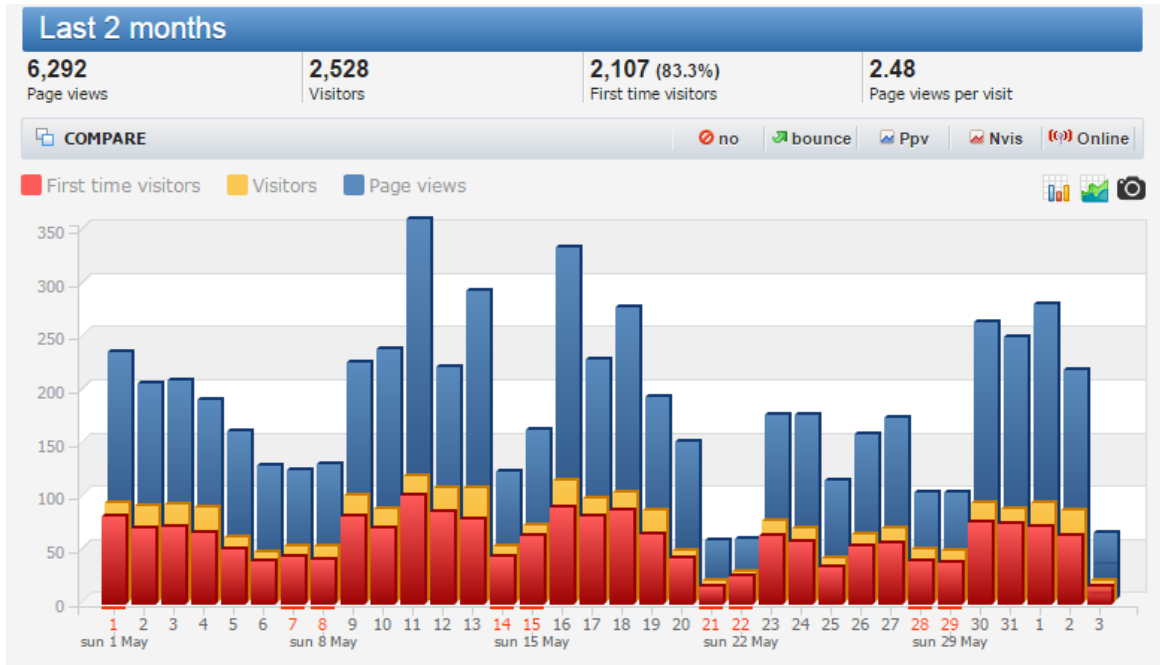 Last 2 months
6,292 2,528 2,107 (83.3%) 2.48
Page views Visitors First time visitors Page views per visit
COMPARE no bounce Ppv Nvis Online
First time visitors Visitors Page views
350
300
250
200
150
100
50
0
1 2 3 4 5 6 7 8 9 10 11 12 13 14 15 16 17 18 19 20 21 22 23 24 25 26 27 28 29 30 31 1 2 3
sun 1 May sun 8 May sun 15 May sun 22 May sun 29 May